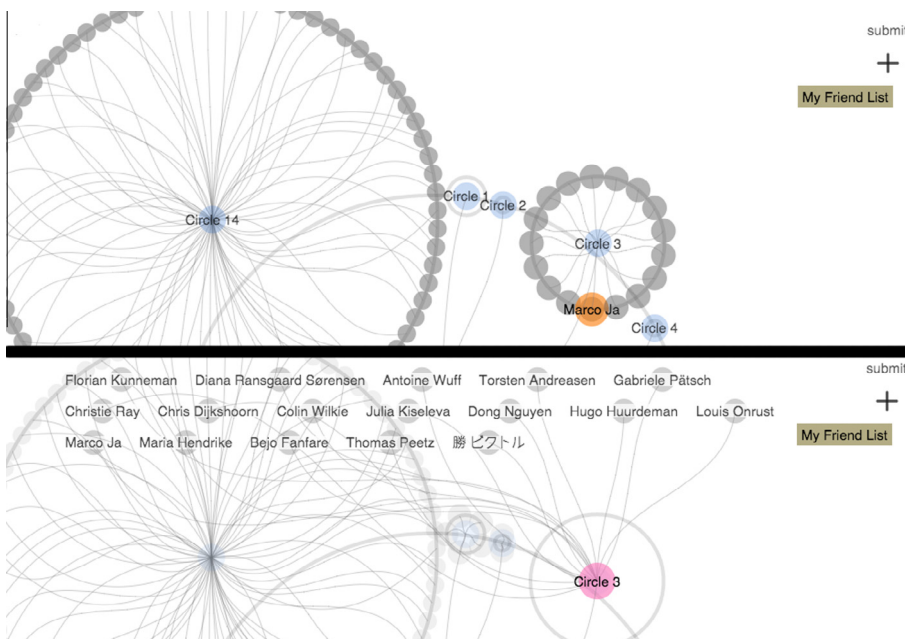 submit
My Friend List
Circle 1
Circle 2
Circle 14
Circle 3
Marco Ja
Circle 4
submit
Florian Kunneman Diana Ransgaard Sørensen Antoine Wuff Torsten Andreasen Gabriele Pätsch
Christie Ray Chris Dijkshoorn Colin Wilkie Julia Kiseleva Dong Nguyen Hugo Huurdeman Louis Onrust
My Friend List
Marco Ja Maria Hendrike Bejo Fanfare Thomas Peetz 勝 ピクトル
Circle 3